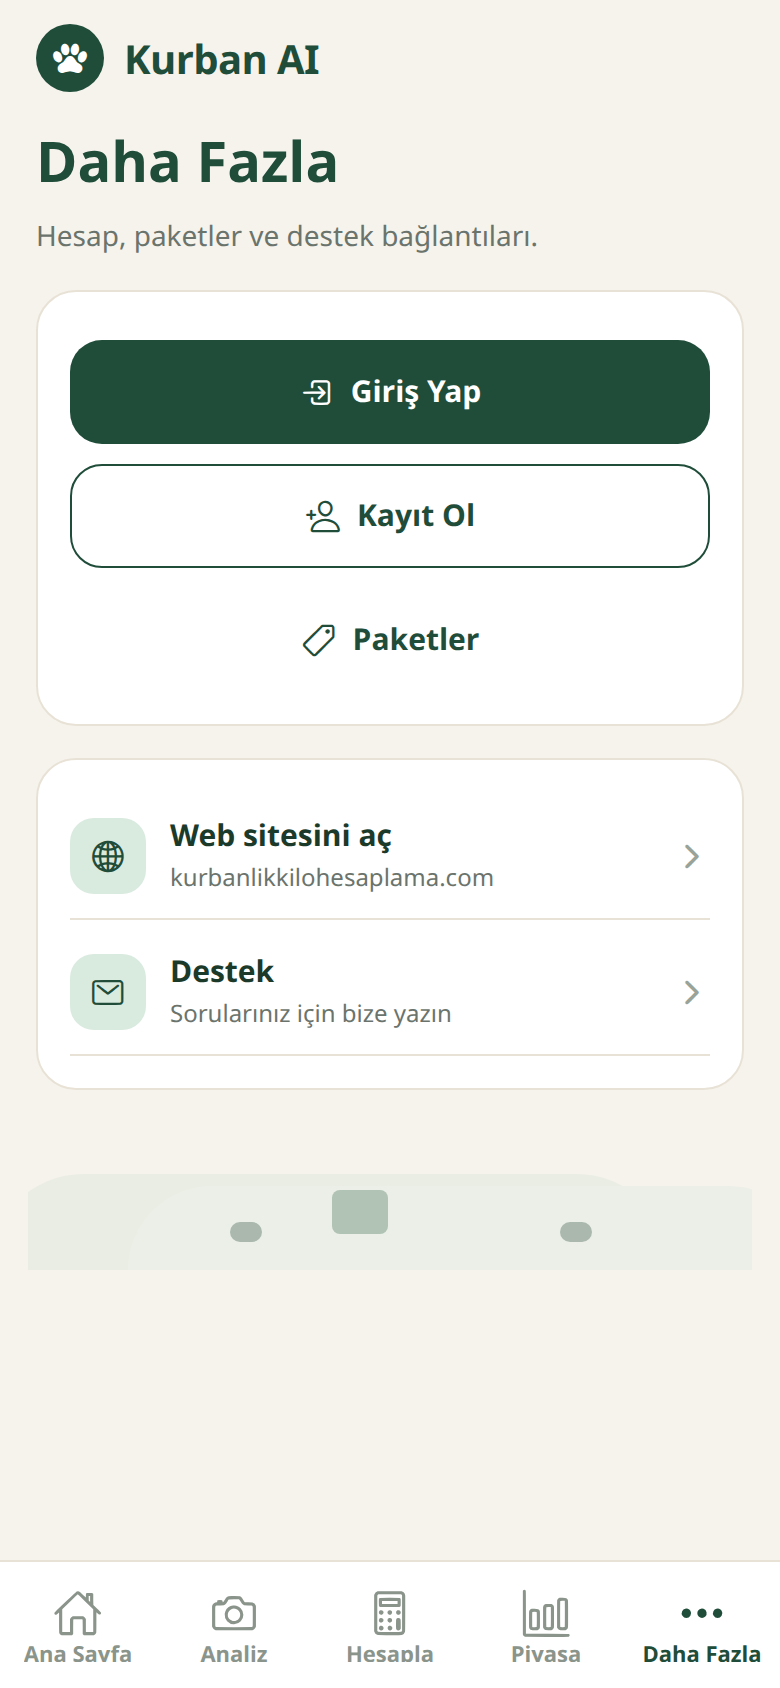 Kurban AI
Daha Fazla
Hesap, paketler ve destek bağlantıları.
Giriş Yap
Kayıt Ol
Paketler
Web sitesini aç
kurbanlikkilohesaplama.com
Destek
Sorularınız için bize yazın
Ana Sayfa
Analiz
Hesapla
Piyasa
Daha Fazla